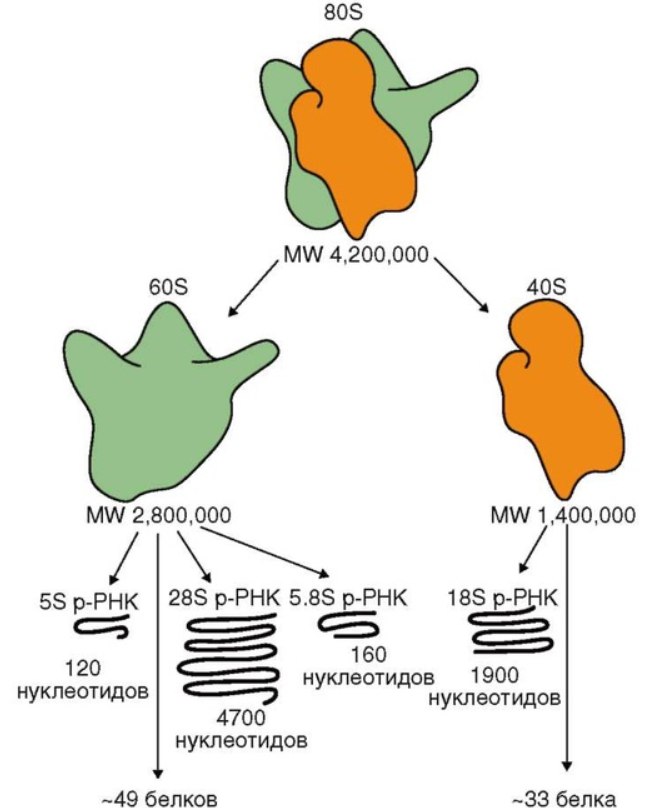 80S
MW 4,200,000
60S
40S
MW 2,800,000
MW 1,400,000
5S р-РНК
28S р-РНК
5.8S р-РНК
18S р-РНК
120
нуклеотидов
4700
нуклеотидов
160
нуклеотидов
1900
нуклеотидов
~49 белков
~33 белка